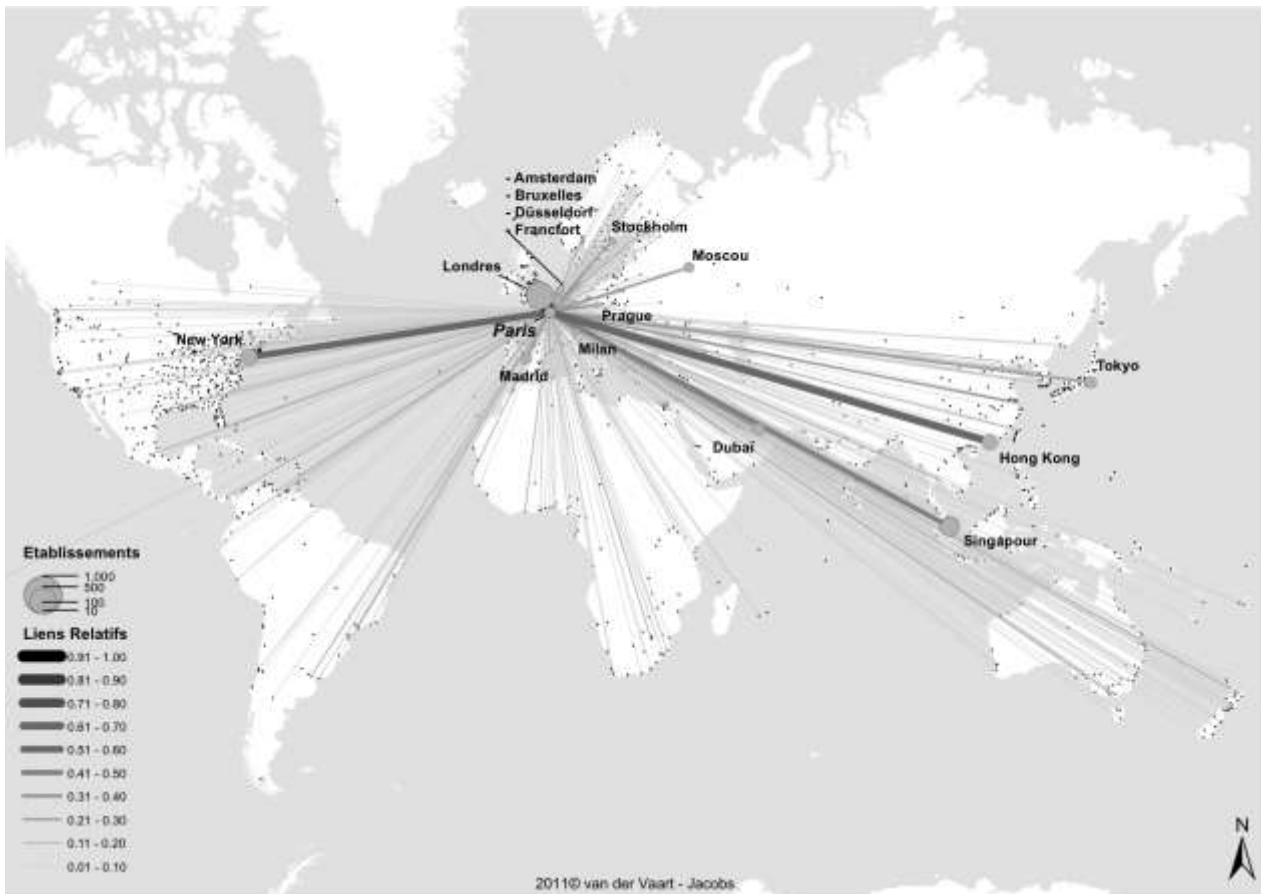 - Amsterdam
- Bruxelles
- Düsseldorf
- Francfort
Stockholm
Londres
Moscou
Paris
Prague
New York
Milan
Tokyo
Madrid
Dubaï
Hong Kong
Singapour
Etablissements
1,000
500
100
10
Liens Relatifs
0.91 - 1.00
0.81 - 0.90
0.71 - 0.80
0.61 - 0.70
0.51 - 0.60
0.41 - 0.50
0.31 - 0.40
0.21 - 0.30
0.11 - 0.20
0.01 - 0.10
N
2011© van der Vaart - Jacobs